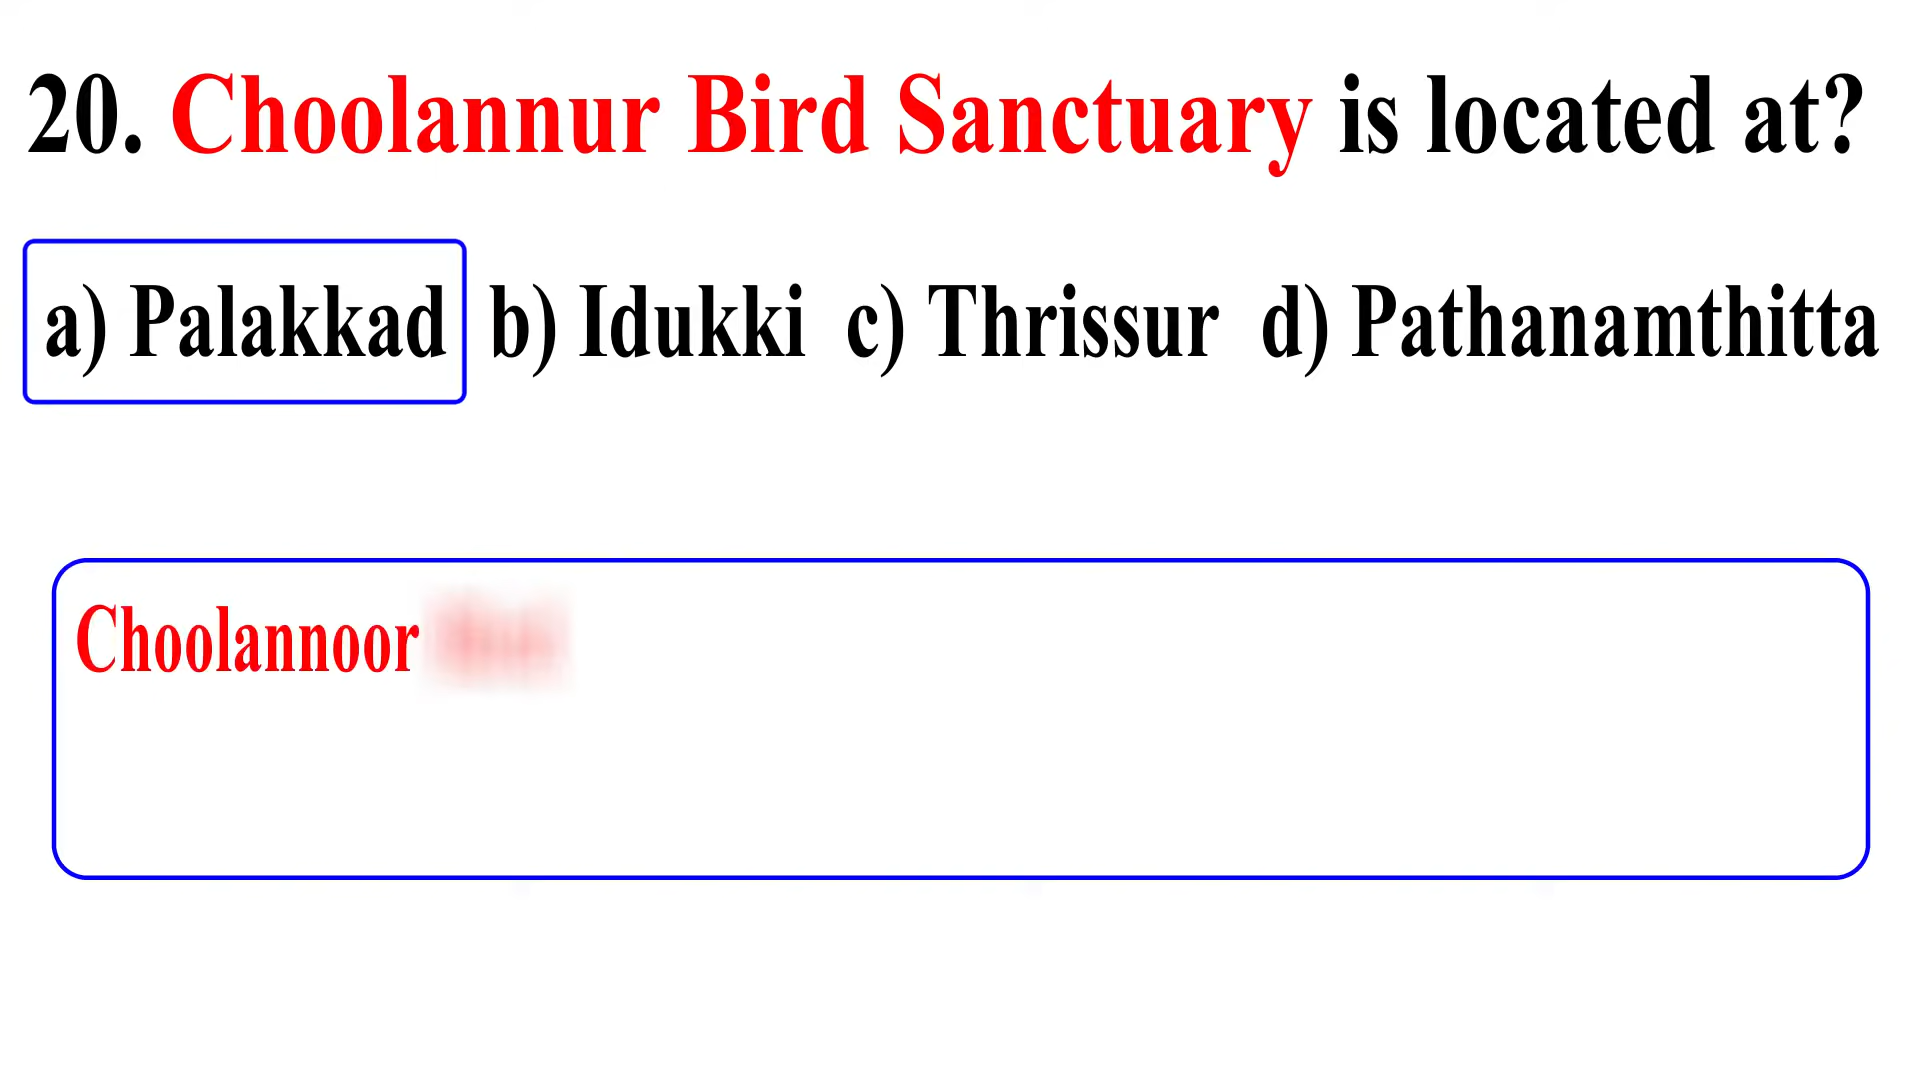 20. Choolannur Bird Sanctuary is located at?
a) Palakkad b) Idukki c) Thrissur d) Pathanamthitta
Choolannoor